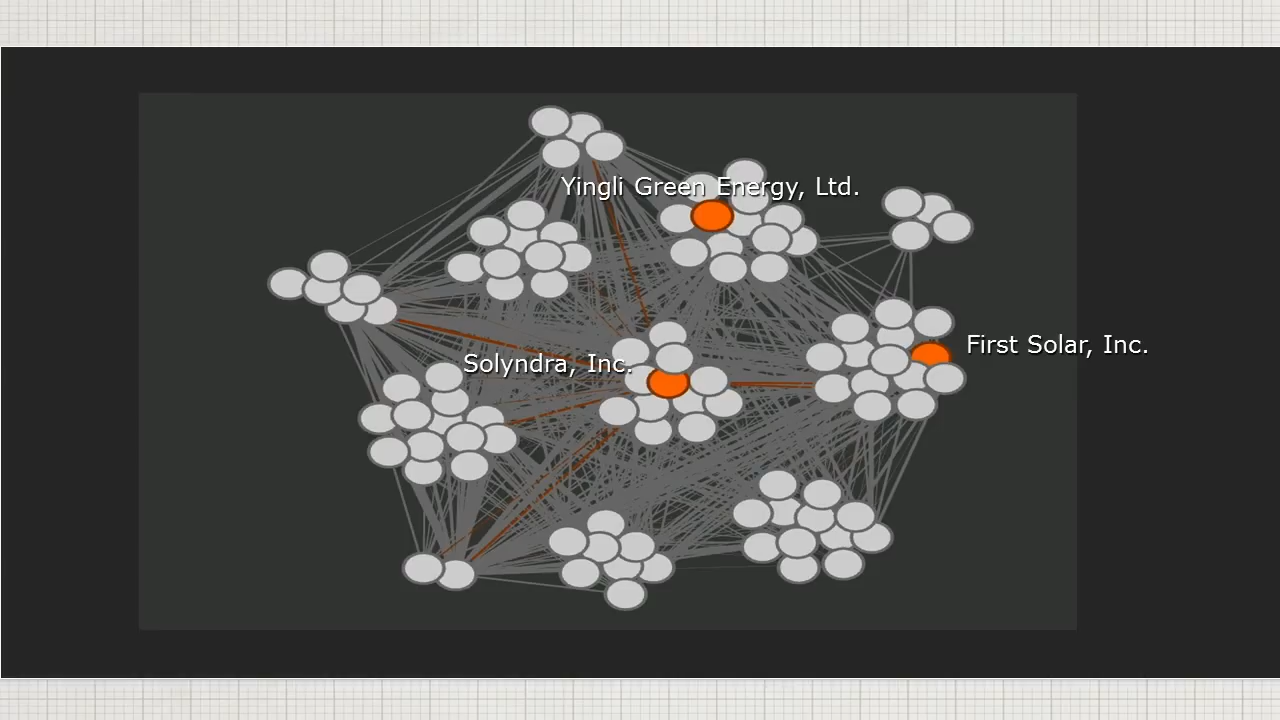 Yingli Green Energy, Ltd.
First Solar, Inc.
Solyndra, Inc.